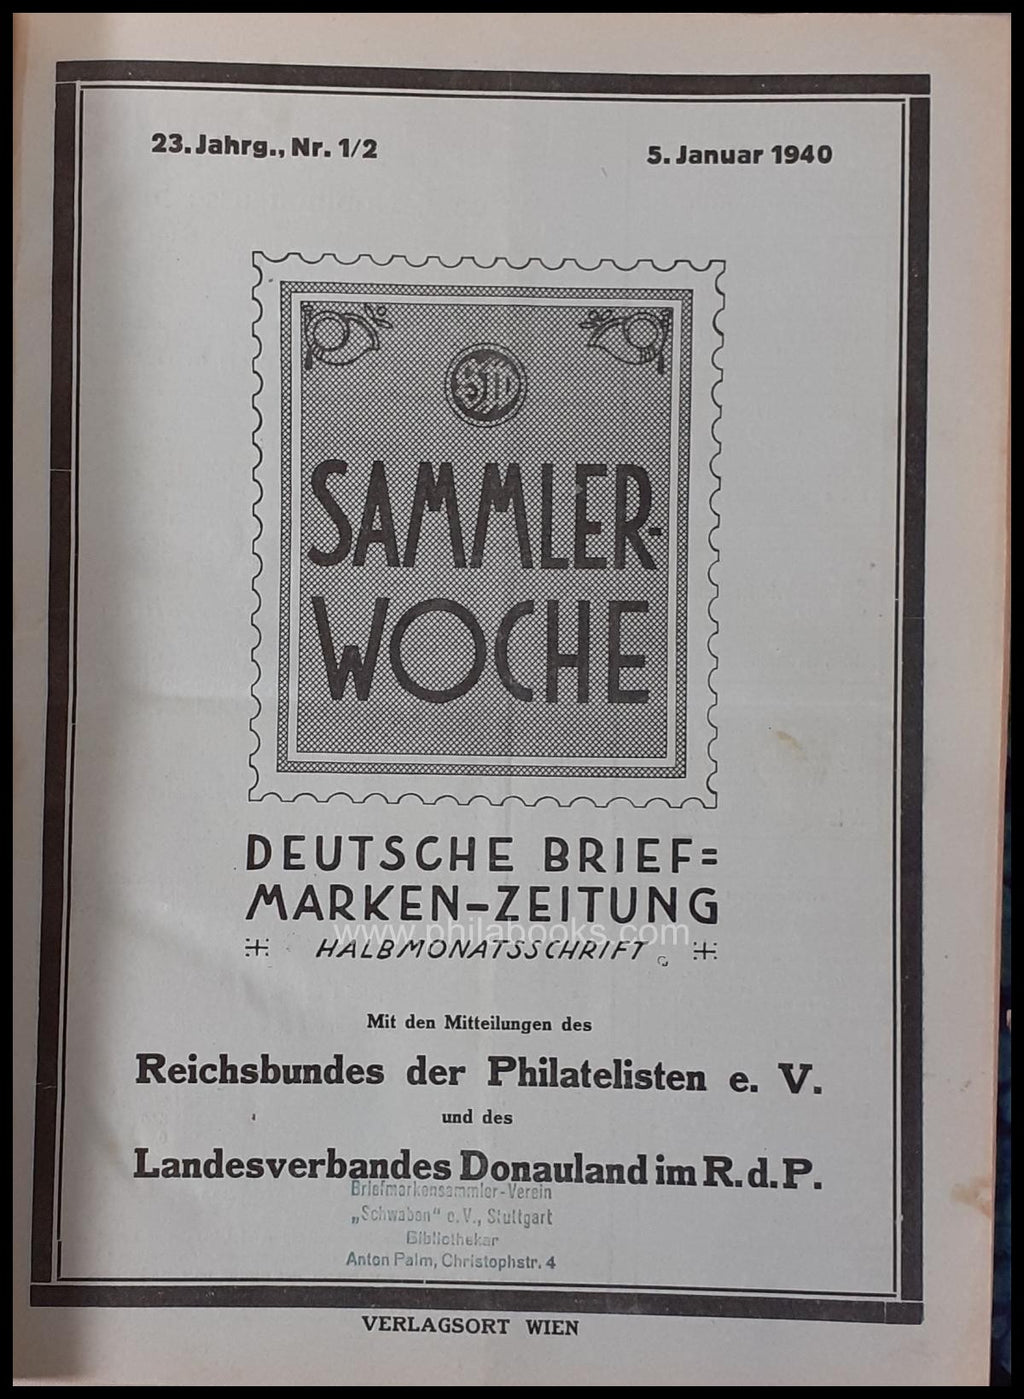 23. Jahrg., Nr. 1/2
5. Januar 1940
SW
SAMMLER-
WOCHE
DEUTSCHE BRIEF=
MARKEN-ZEITUNG
www.philabooks.com
HALBMONATSSCHRIFT
Mit den Mitteilungen des
Reichsbundes der Philatelisten e. V.
und des
Landesverbandes Donauland im R. d. P.
Briefmarkensammler-Verein
„Schwaben“ e. V., Stuttgart
Bibliothekar
Anton Palm, Christophstr. 4
VERLAGSORT WIEN